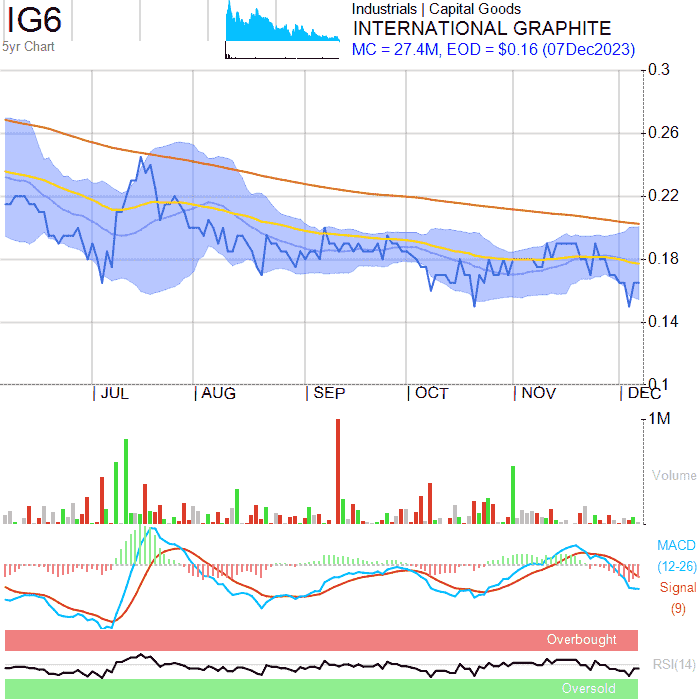 IG6
5yr Chart
Industrials | Capital Goods
INTERNATIONAL GRAPHITE
MC = 27.4M, EOD = $0.16 (07Dec2023)
0.3
0.26
0.22
0.18
0.14
0.1
JUL AUG SEP OCT NOV DEC
1M
Volume
MACD
(12-26)
Signal
(9)
Overbought
RSI(14)
Oversold